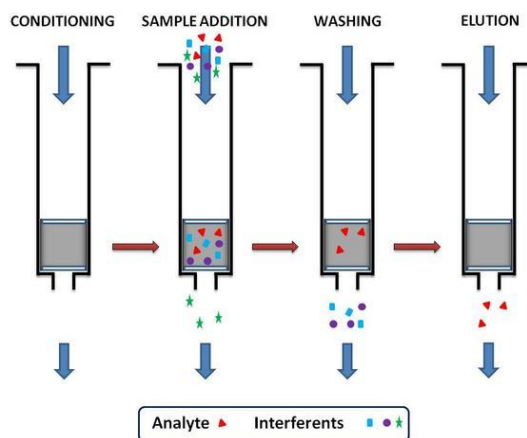 CONDITIONING SAMPLE ADDITION WASHING ELUTION
Analyte Interferents